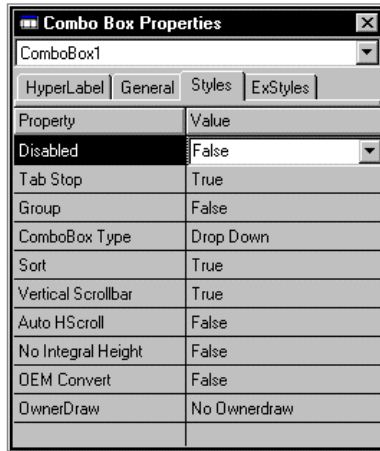 Combo Box Properties
ComboBox1
HyperLabel General Styles ExStyles
Property Value
Disabled False
Tab Stop True
Group False
ComboBox Type Drop Down
Sort True
Vertical Scrollbar True
Auto HScroll False
No Integral Height False
OEM Convert False
OwnerDraw No Ownerdraw